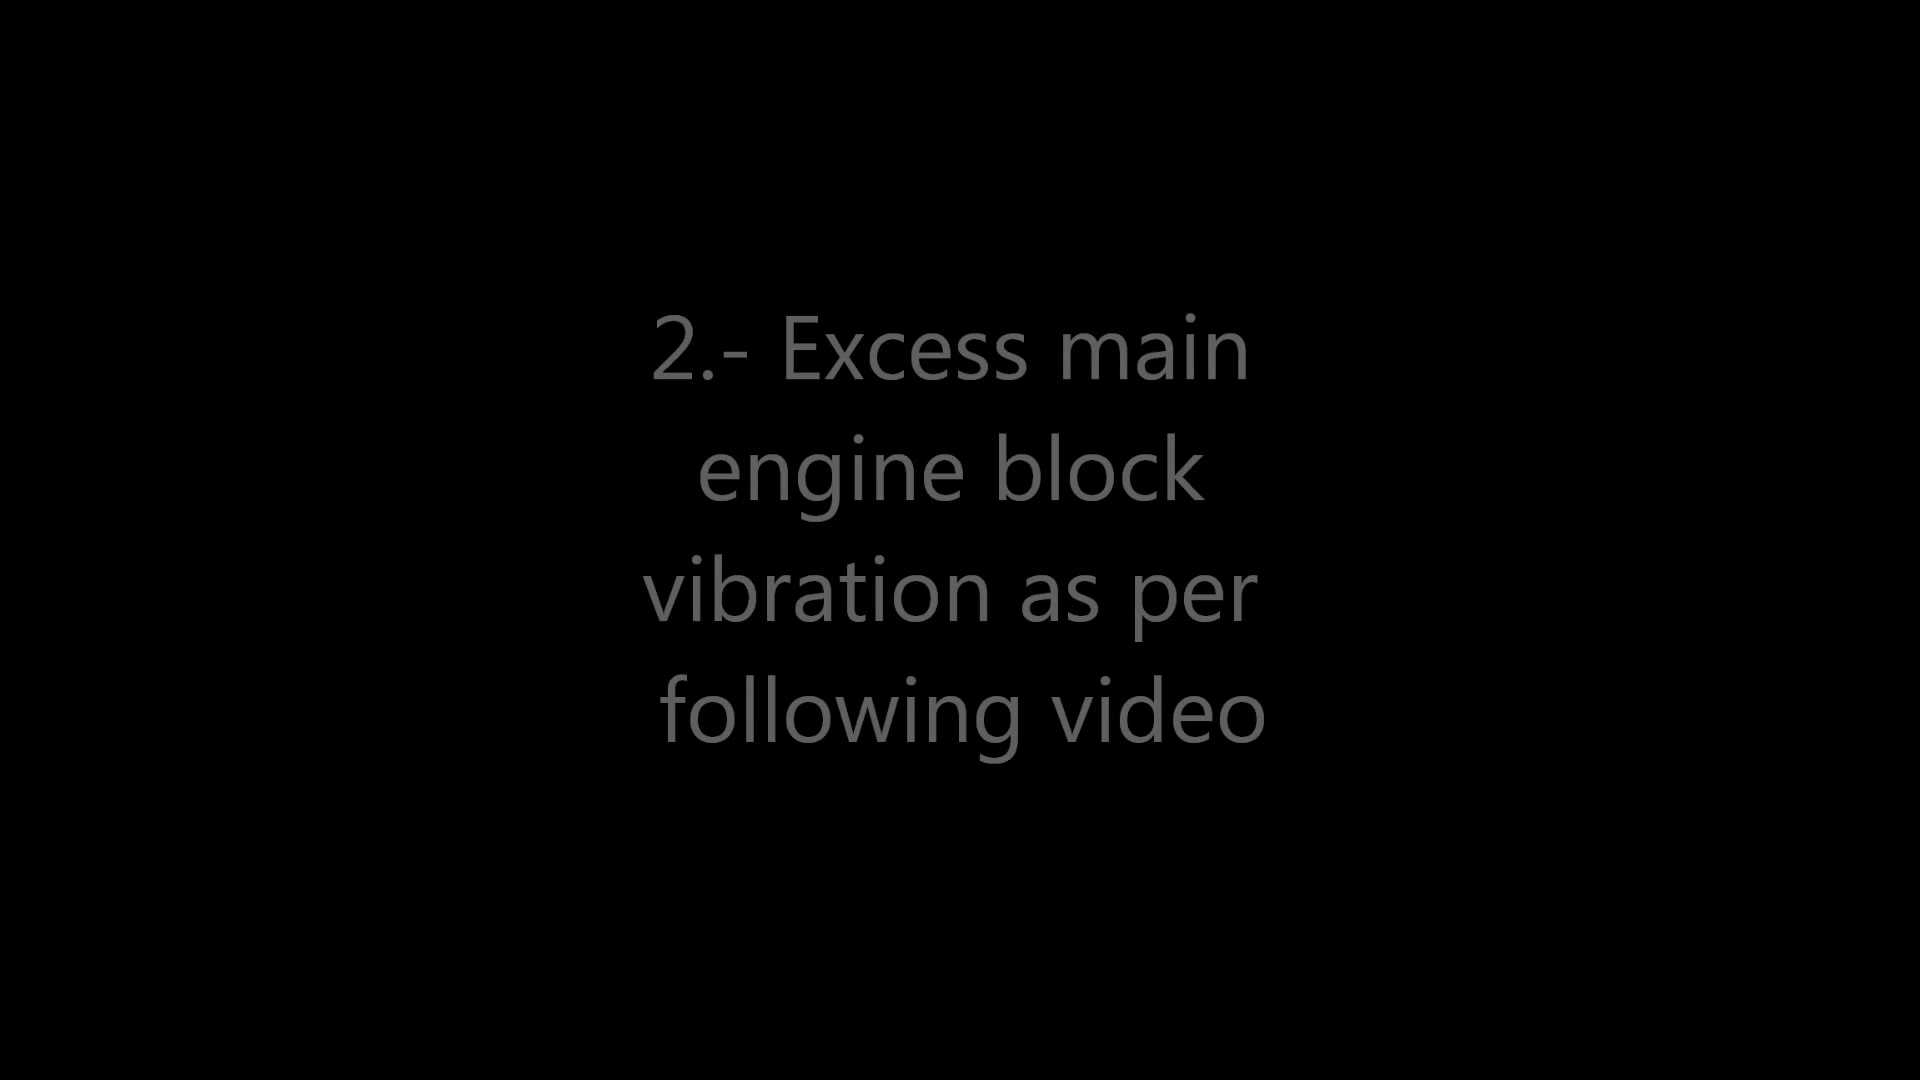 2.- Excess main
engine block
vibration as per
following video